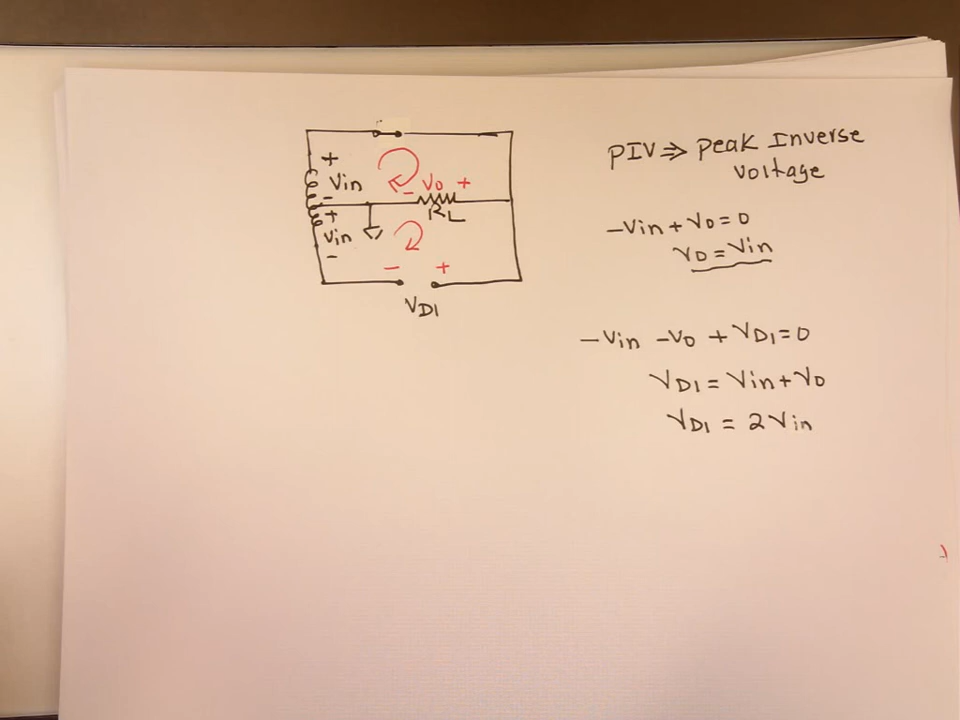 +
Vin
-
- Vo +
RL
+
Vin
-
- +
VD1
PIV ⇒ Peak Inverse
Voltage
-Vin + VO = 0
VO = Vin
-Vin - VO + VD1 = 0
VD1 = Vin + VO
VD1 = 2Vin